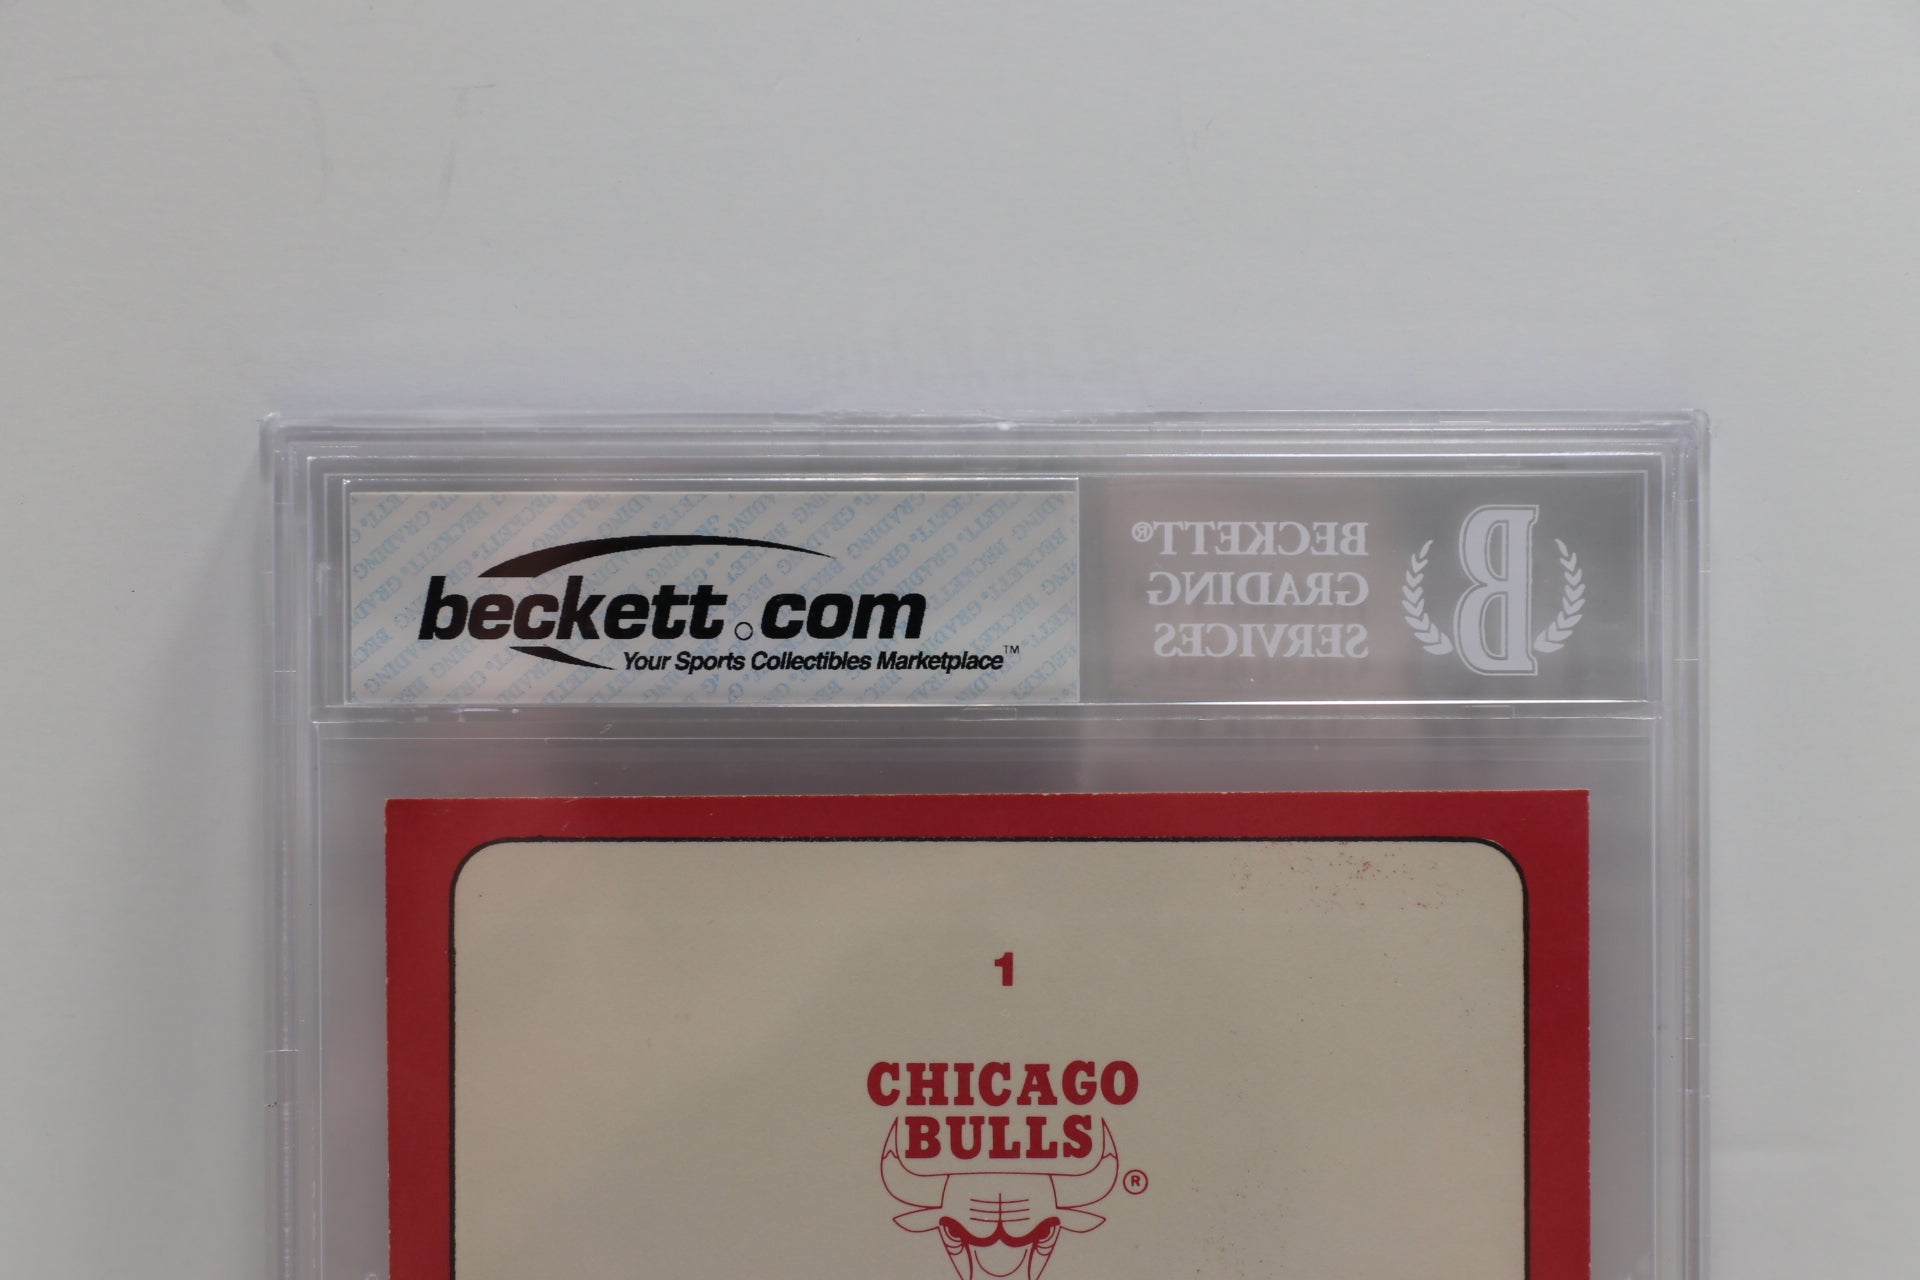 beckett.com
Your Sports Collectibles Marketplace™
BECKETT®
GRADING
SERVICES
B
1
CHICAGO
BULLS
®